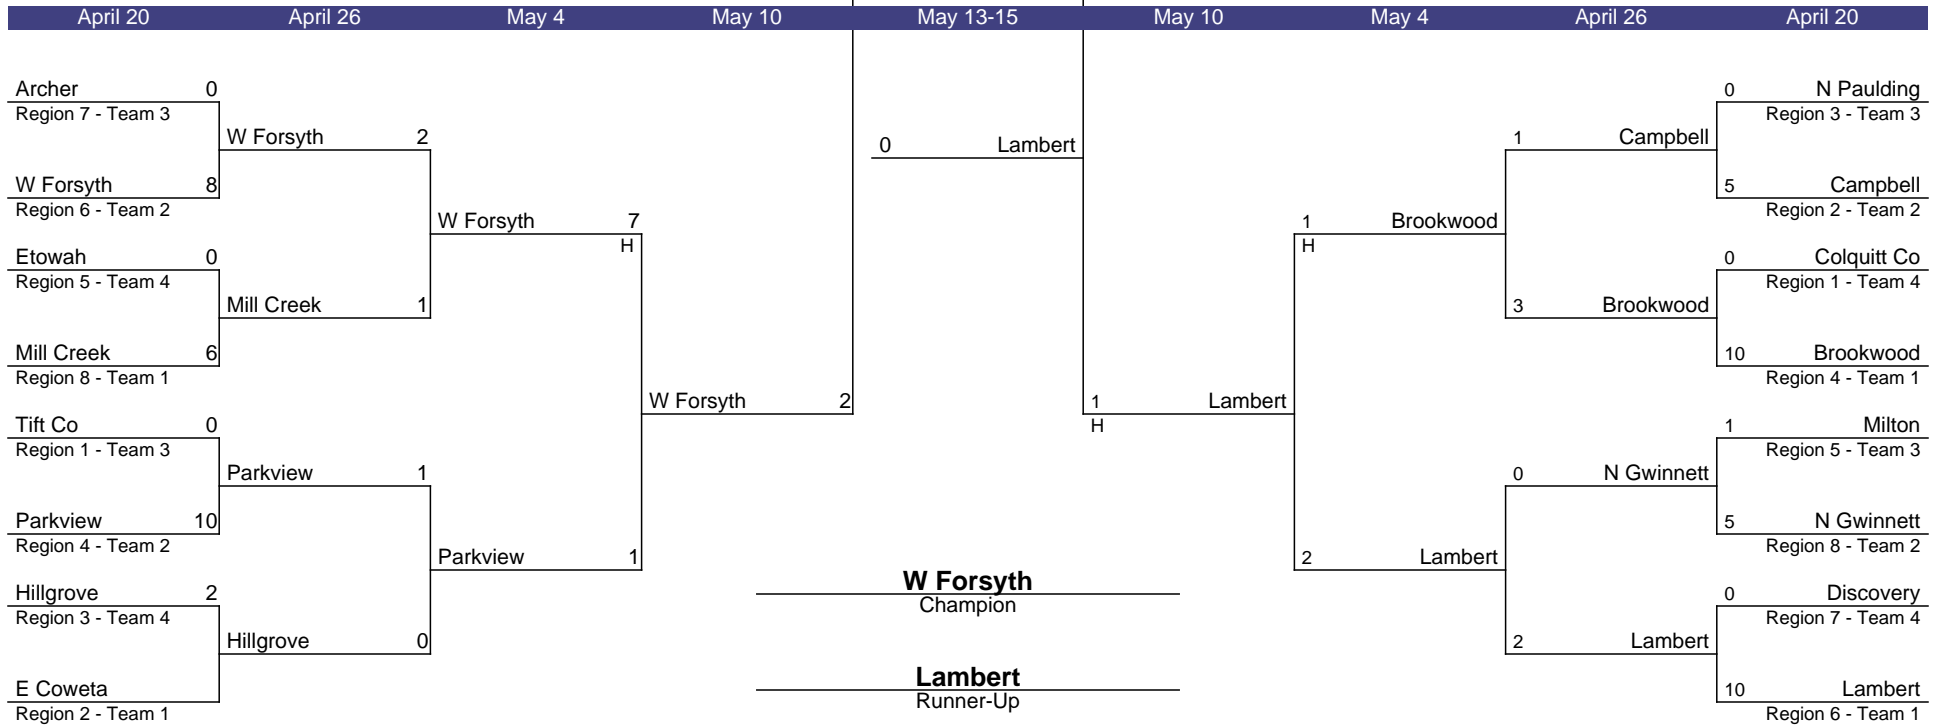 April 20 April 26 May 4 May 10 May 13-15 May 10 May 4 April 26 April 20
Archer 0 0 N Paulding
Region 7 - Team 3 Region 3 - Team 3
W Forsyth 2 0 Lambert 1 Campbell
W Forsyth 8 5 Campbell
Region 6 - Team 2 Region 2 - Team 2
W Forsyth 7 1 Brookwood
H H
Etowah 0 0 Colquitt Co
Region 5 - Team 4 Region 1 - Team 4
Mill Creek 1 3 Brookwood
Mill Creek 6 10 Brookwood
Region 8 - Team 1 Region 4 - Team 1
W Forsyth 2 1 Lambert
H
Tift Co 0 1 Milton
Region 1 - Team 3 Region 5 - Team 3
Parkview 1 0 N Gwinnett
Parkview 10 5 N Gwinnett
Region 4 - Team 2 Region 8 - Team 2
Parkview 1 2 Lambert
W Forsyth
Champion
Hillgrove 2 0 Discovery
Region 3 - Team 4 Region 7 - Team 4
Hillgrove 0 2 Lambert
Lambert
Runner-Up
E Coweta 10 Lambert
Region 2 - Team 1 Region 6 - Team 1